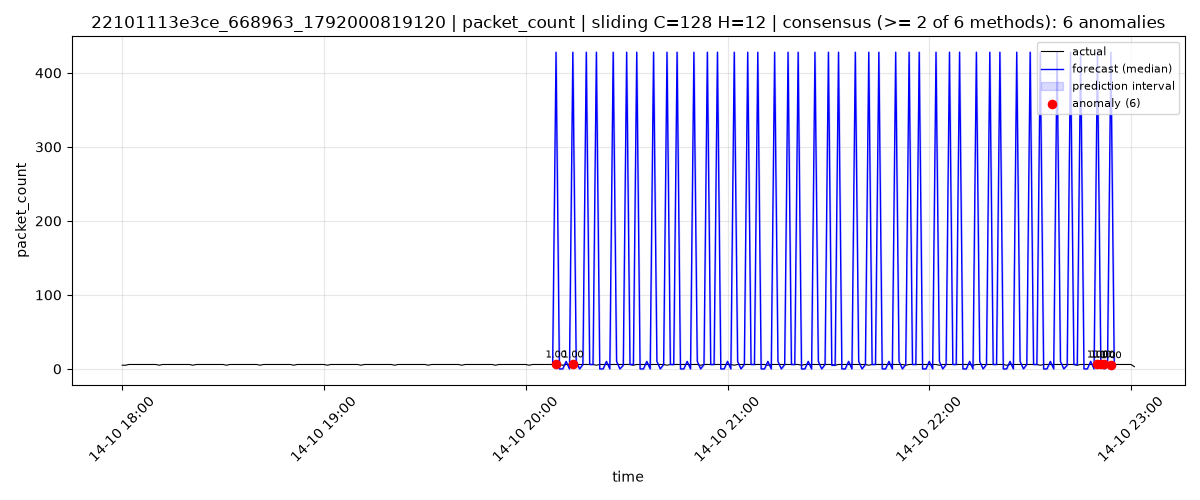 22101113e3ce_668963_1792000819120 | packet_count | sliding C=128 H=12 | consensus (>= 2 of 6 methods): 6 anomalies
actual
forecast (median)
prediction interval
anomaly (6)
packet_count
400
300
200
100
0
1.00
1.00
14-10 18:00
14-10 19:00
14-10 20:00
14-10 21:00
14-10 22:00
14-10 23:00
time